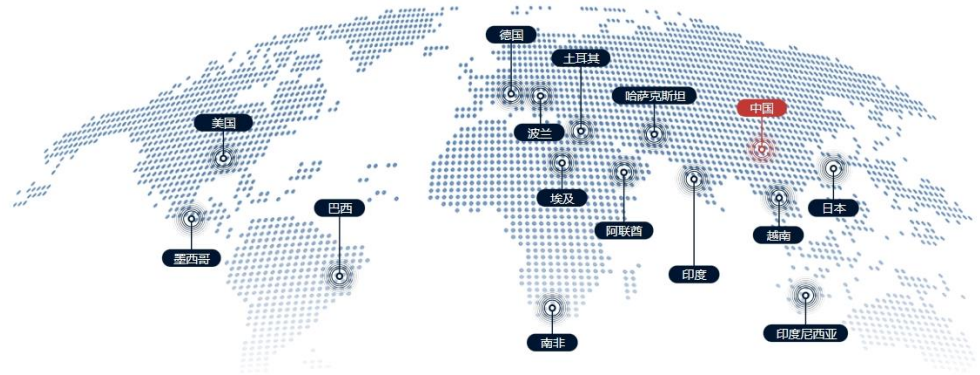 德国
土耳其
哈萨克斯坦
中国
美国
波兰
埃及
巴西
日本
阿联酋
越南
墨西哥
印度
印度尼西亚
南非